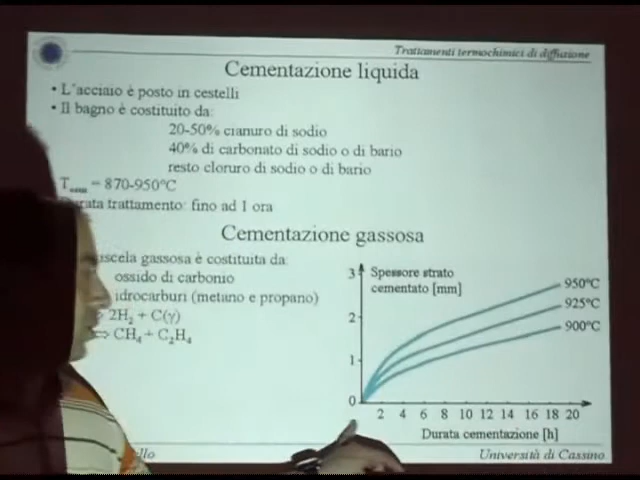 Trattamenti termochimici di diffusione
Cementazione liquida
• L'acciaio è posto in cestelli
• Il bagno è costituito da:
20-50% cianuro di sodio
40% di carbonato di sodio o di bario
resto cloruro di sodio o di bario
= 870-950°C
trattamento: fino ad 1 ora
Cementazione gassosa
gassosa è costituita da:
ossido di carbonio
idrocarburi (metano e propano)
2H₂ + C(γ)
⇔ CH₄ + C₂H₄
Spessore strato
cementato [mm]
3
2
1
0
950°C
925°C
900°C
2 4 6 8 10 12 14 16 18 20
Durata cementazione [h]
Università di Cassino